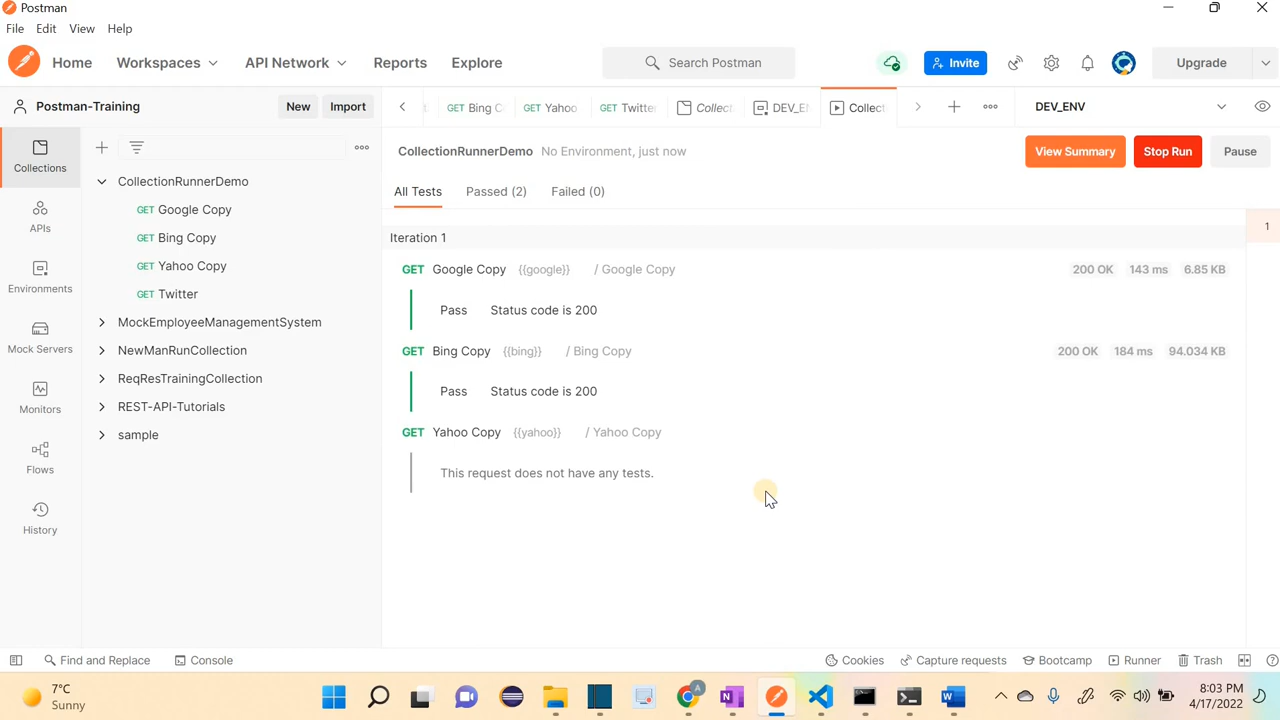 Postman
File Edit View Help
Home Workspaces API Network Reports Explore Search Postman Invite Upgrade
Postman-Training New Import
GET Bing C GET Yahoo GET Twitte Collect DEV_EN Collect DEV_ENV
Collections
APIs
Environments
Mock Servers
Monitors
Flows
History
CollectionRunnerDemo
GET Google Copy
GET Bing Copy
GET Yahoo Copy
GET Twitter
MockEmployeeManagementSystem
NewManRunCollection
ReqResTrainingCollection
REST-API-Tutorials
sample
CollectionRunnerDemo No Environment, just now View Summary Stop Run Pause
All Tests Passed (2) Failed (0)
Iteration 1
1
GET Google Copy {{google}} / Google Copy 200 OK 143 ms 6.85 KB
Pass Status code is 200
GET Bing Copy {{bing}} / Bing Copy 200 OK 184 ms 94.034 KB
Pass Status code is 200
GET Yahoo Copy {{yahoo}} / Yahoo Copy
This request does not have any tests.
Find and Replace Console Cookies Capture requests Bootcamp Runner Trash
7°C
Sunny
8:03 PM
4/17/2022